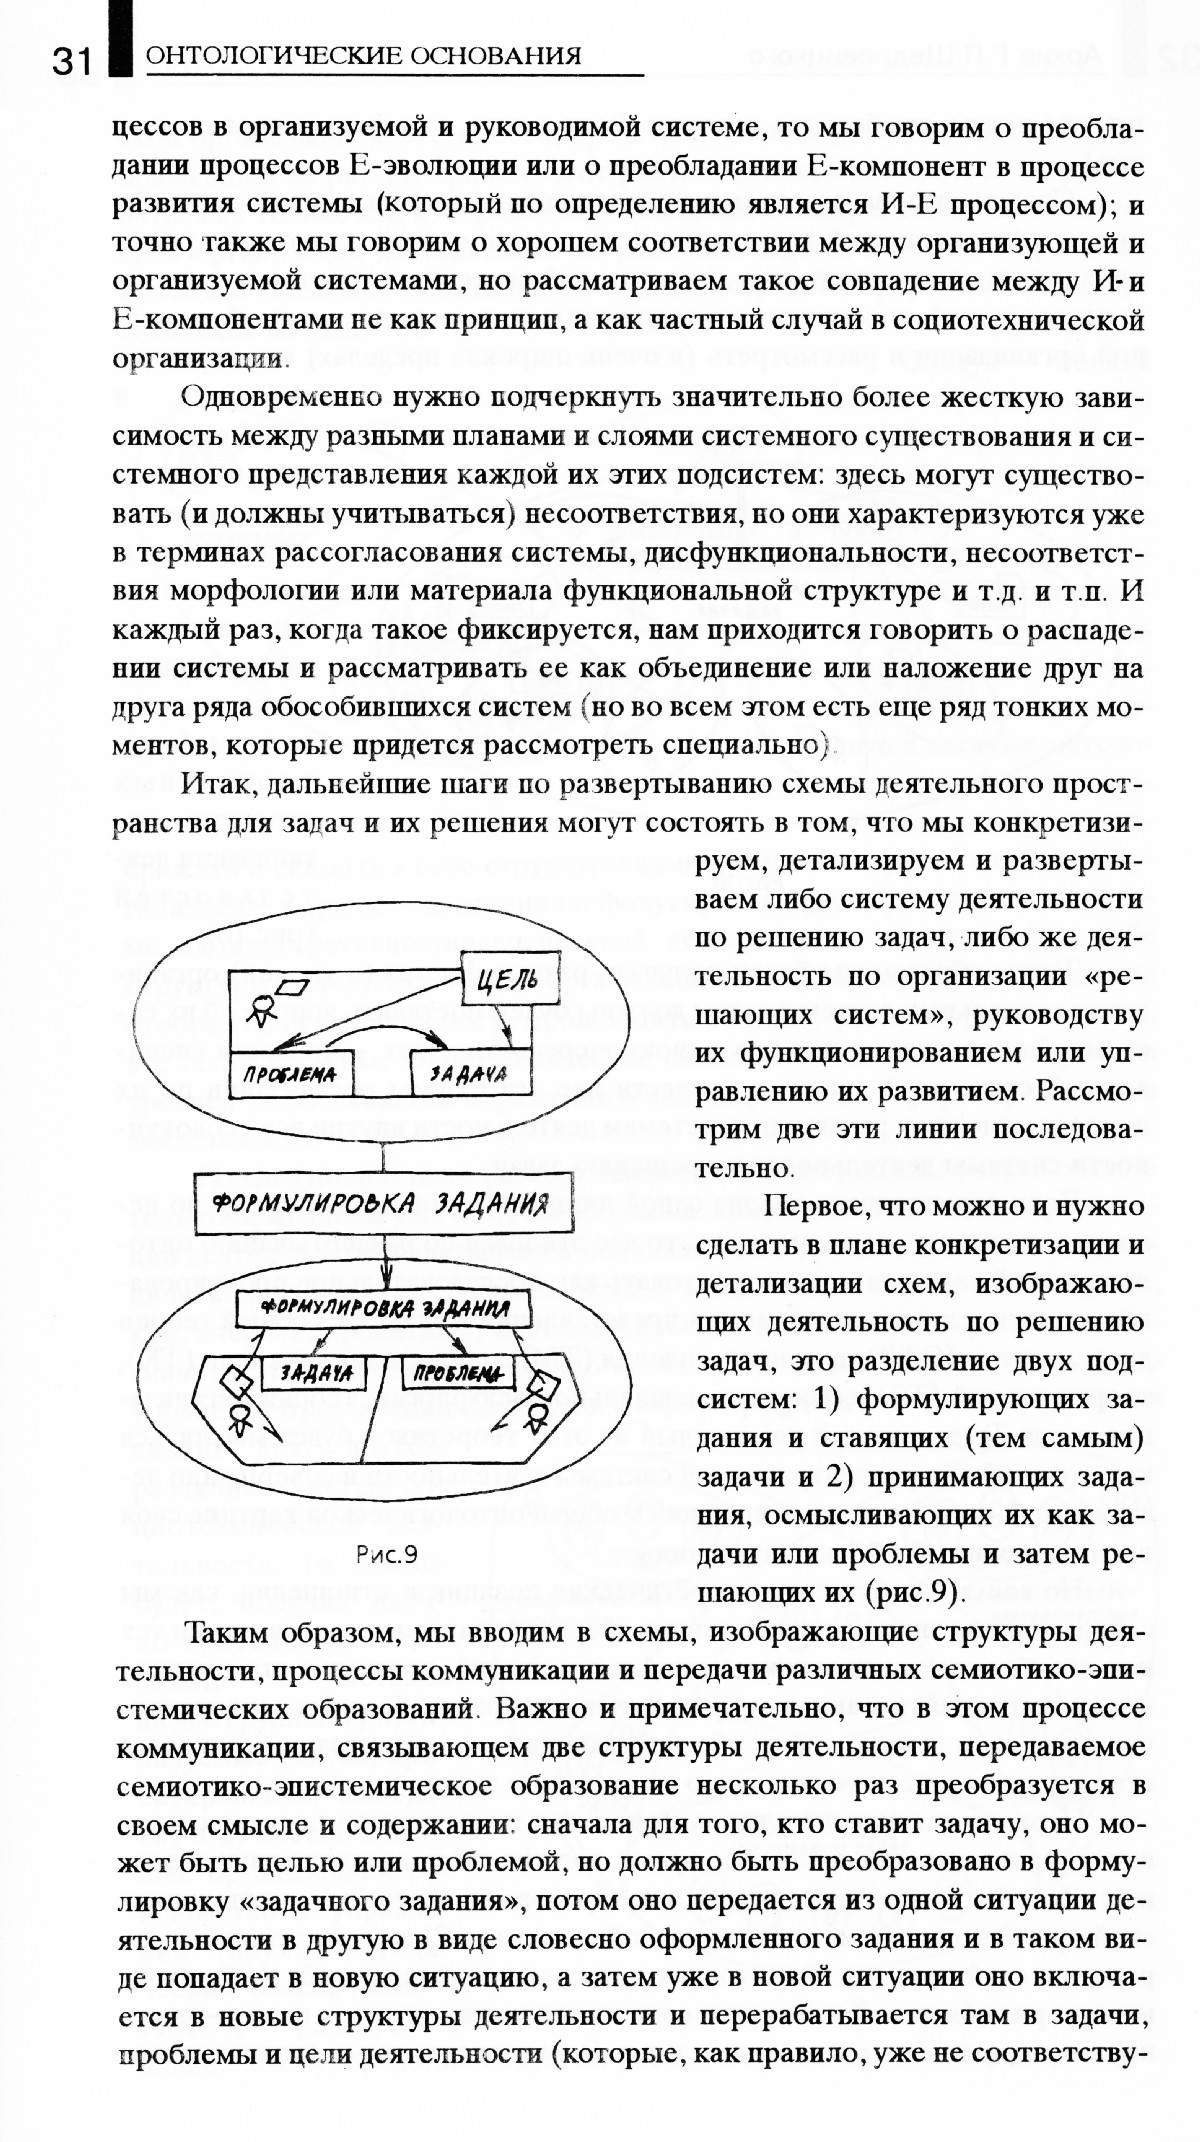 31
ОНТОЛОГИЧЕСКИЕ ОСНОВАНИЯ
цессов в организуемой и руководимой системе, то мы говорим о преобла-
дании процессов Е-эволюции или о преобладании Е-компонент в процессе
развития системы (который по определению является И-Е процессом); и
точно также мы говорим о хорошем соответствии между организующей и
организуемой системами, но рассматриваем такое совпадение между И- и
Е-компонентами не как принцип, а как частный случай в социотехнической
организации.
Одновременно нужно подчеркнуть значительно более жесткую зави-
симость между разными планами и слоями системного существования и си-
стемного представления каждой их этих подсистем: здесь могут существо-
вать (и должны учитываться) несоответствия, но они характеризуются уже
в терминах рассогласования системы, дисфункциональности, несоответст-
вия морфологии или материала функциональной структуре и т.д. и т.п. И
каждый раз, когда такое фиксируется, нам приходится говорить о распаде-
нии системы и рассматривать ее как объединение или наложение друг на
друга ряда обособившихся систем (но во всем этом есть еще ряд тонких мо-
ментов, которые придется рассмотреть специально).
Итак, дальнейшие шаги по развертыванию схемы деятельного прост-
ранства для задач и их решения могут состоять в том, что мы конкретизи-
руем, детализируем и разверты-
ваем либо систему деятельности
по решению задач, либо же дея-
тельность по организации «ре-
шающих систем», руководству
их функционированием или уп-
равлению их развитием. Рассмо-
трим две эти линии последова-
тельно.
Первое, что можно и нужно
сделать в плане конкретизации и
детализации схем, изображаю-
щих деятельность по решению
задач, это разделение двух под-
систем: 1) формулирующих за-
дания и ставящих (тем самым)
задачи и 2) принимающих зада-
ния, осмысливающих их как за-
дачи или проблемы и затем ре-
шающих их (рис.9).
ЦЕЛЬ
ПРОБЛЕМА
ЗАДАЧА
ФОРМУЛИРОВКА ЗАДАНИЯ
ФОРМУЛИРОВКА ЗАДАНИЯ
ЗАДАЧА
ПРОБЛЕМА
Рис.9
Таким образом, мы вводим в схемы, изображающие структуры дея-
тельности, процессы коммуникации и передачи различных семиотико-эпи-
стемических образований. Важно и примечательно, что в этом процессе
коммуникации, связывающем две структуры деятельности, передаваемое
семиотико-эпистемическое образование несколько раз преобразуется в
своем смысле и содержании: сначала для того, кто ставит задачу, оно мо-
жет быть целью или проблемой, но должно быть преобразовано в форму-
лировку «задачного задания», потом оно передается из одной ситуации де-
ятельности в другую в виде словесно оформленного задания и в таком ви-
де попадает в новую ситуацию, а затем уже в новой ситуации оно включа-
ется в новые структуры деятельности и перерабатывается там в задачи,
проблемы и цели деятельности (которые, как правило, уже не соответству-